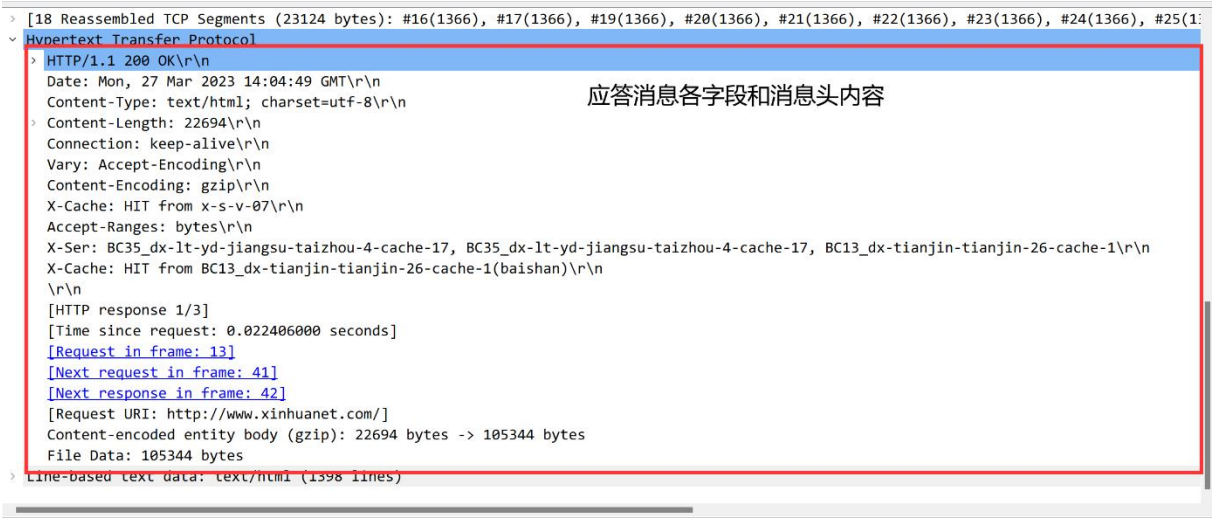 [18 Reassembled TCP Segments (23124 bytes): #16(1366), #17(1366), #19(1366), #20(1366), #21(1366), #22(1366), #23(1366), #24(1366), #25(1
Hypertext Transfer Protocol
HTTP/1.1 200 OK\r\n
Date: Mon, 27 Mar 2023 14:04:49 GMT\r\n
应答消息各字段和消息头内容
Content-Type: text/html; charset=utf-8\r\n
Content-Length: 22694\r\n
Connection: keep-alive\r\n
Vary: Accept-Encoding\r\n
Content-Encoding: gzip\r\n
X-Cache: HIT from x-s-v-07\r\n
Accept-Ranges: bytes\r\n
X-Ser: BC35_dx-lt-yd-jiangsu-taizhou-4-cache-17, BC35_dx-lt-yd-jiangsu-taizhou-4-cache-17, BC13_dx-tianjin-tianjin-26-cache-1\r\n
X-Cache: HIT from BC13_dx-tianjin-tianjin-26-cache-1(baishan)\r\n
\r\n
[HTTP response 1/3]
[Time since request: 0.022406000 seconds]
[Request in frame: 13]
[Next request in frame: 41]
[Next response in frame: 42]
[Request URI: http://www.xinhuanet.com/]
Content-encoded entity body (gzip): 22694 bytes -> 105344 bytes
File Data: 105344 bytes
Line-based text data: text/html (1398 lines)